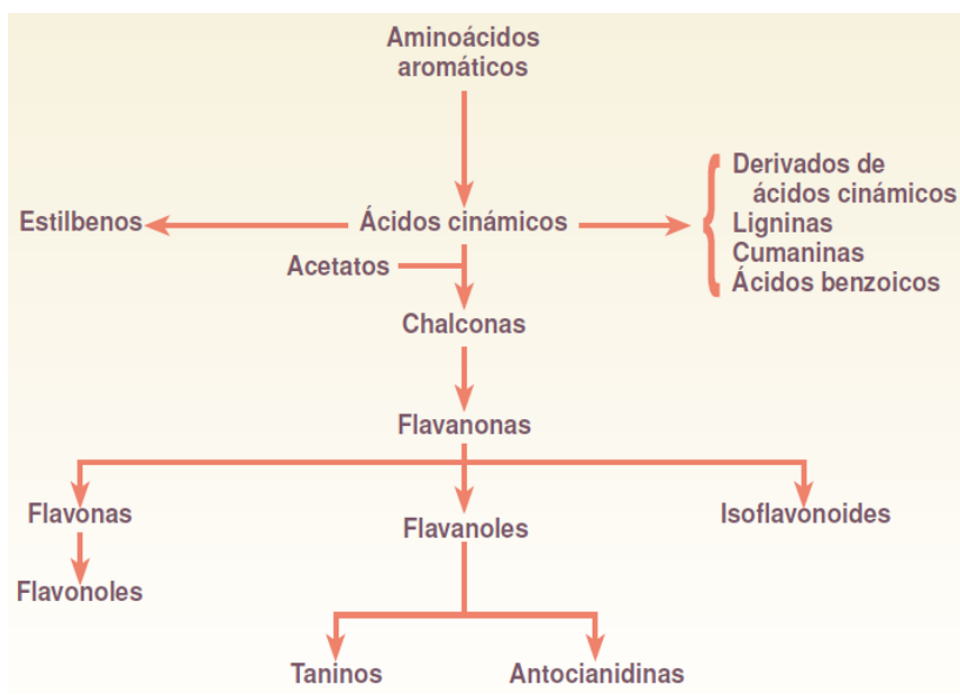 Aminoácidos
aromáticos
Derivados de
ácidos cinámicos
Estilbenos
Ácidos cinámicos
Ligninas
Cumaninas
Acetatos
Ácidos benzoicos
Chalconas
Flavanonas
Flavonas
Flavanoles
Isoflavonoides
Flavonoles
Taninos
Antocianidinas